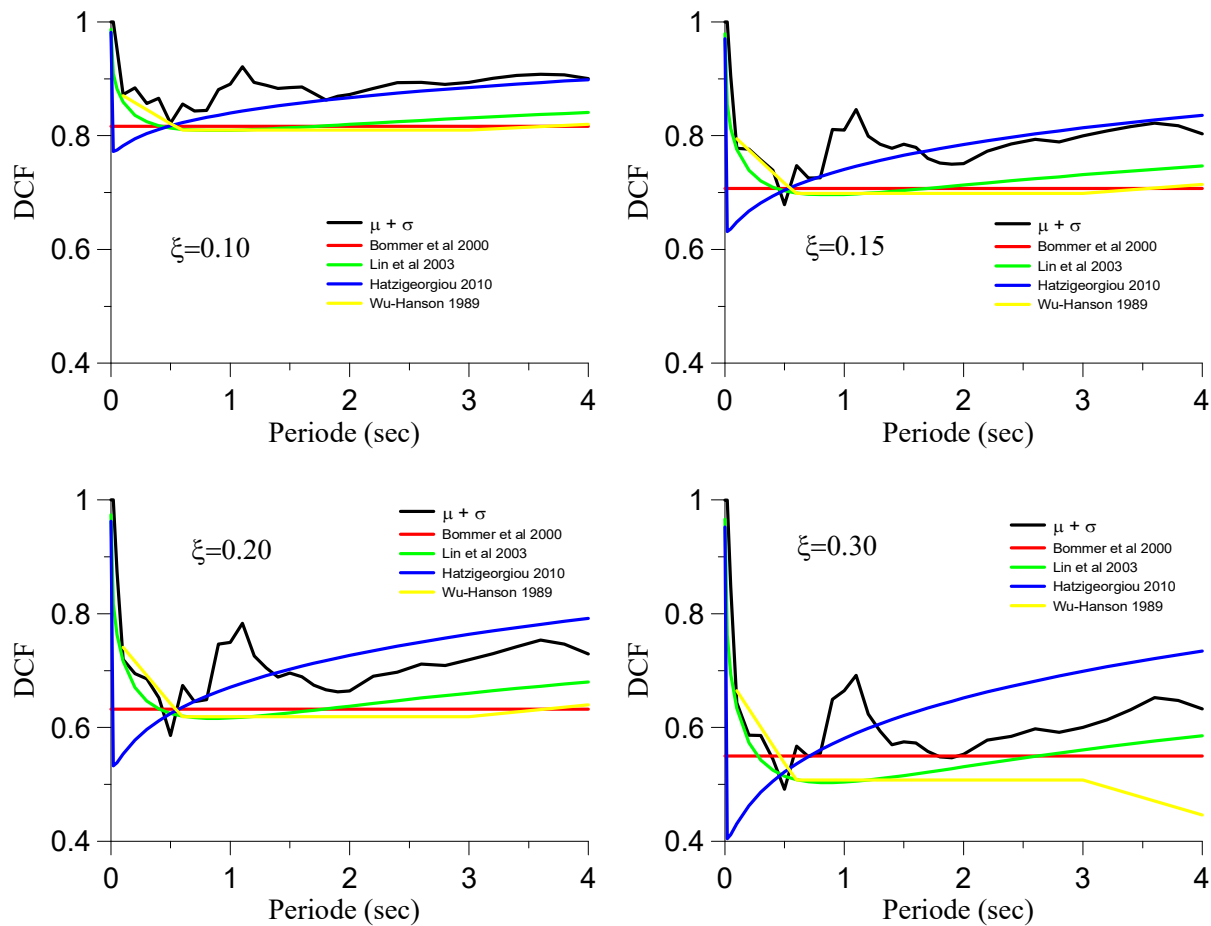 1
0.8
0.6
0.4
DCF
ξ=0.10
μ + σ
Bommer et al 2000
Lin et al 2003
Hatzigeorgiou 2010
Wu-Hanson 1989
0 1 2 3 4
Periode (sec)
1
0.8
0.6
0.4
DCF
ξ=0.15
μ + σ
Bommer et al 2000
Lin et al 2003
Hatzigeorgiou 2010
Wu-Hanson 1989
0 1 2 3 4
Periode (sec)
1
0.8
0.6
0.4
DCF
ξ=0.20
μ + σ
Bommer et al 2000
Lin et al 2003
Hatzigeorgiou 2010
Wu-Hanson 1989
0 1 2 3 4
Periode (sec)
1
0.8
0.6
0.4
DCF
ξ=0.30
μ + σ
Bommer et al 2000
Lin et al 2003
Hatzigeorgiou 2010
Wu-Hanson 1989
0 1 2 3 4
Periode (sec)